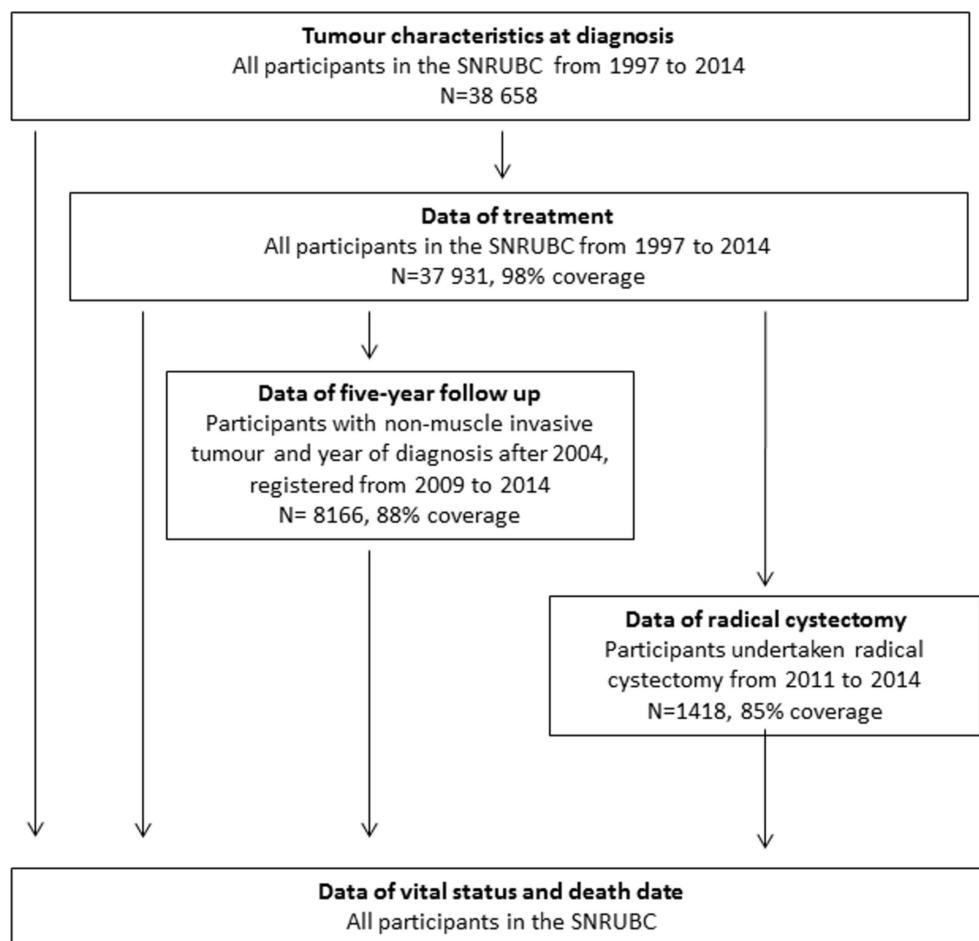 Tumour characteristics at diagnosis
All participants in the SNRUBC from 1997 to 2014
N=38 658
Data of treatment
All participants in the SNRUBC from 1997 to 2014
N=37 931, 98% coverage
Data of five-year follow up
Participants with non-muscle invasive
tumour and year of diagnosis after 2004,
registered from 2009 to 2014
N= 8166, 88% coverage
Data of radical cystectomy
Participants undertaken radical
cystectomy from 2011 to 2014
N=1418, 85% coverage
Data of vital status and death date
All participants in the SNRUBC